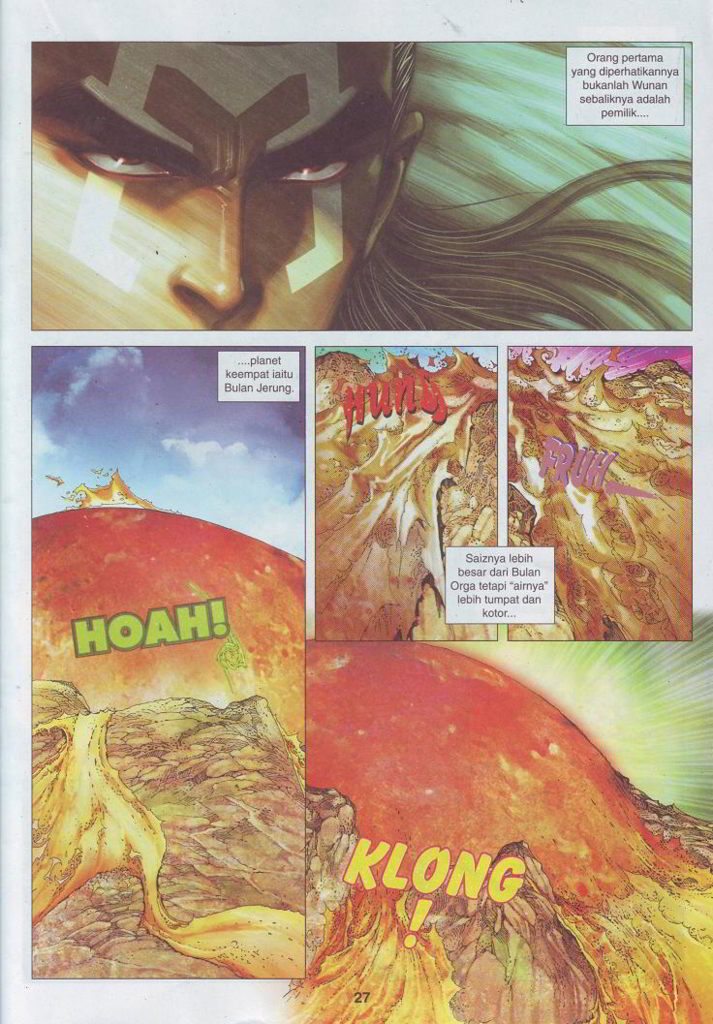 Orang pertama
yang diperhatikannya
bukanlah Wunan
sebaliknya adalah
pemilik....
....planet
keempat iaitu
Bulan Jerung.
HUNG
FRUH
Saiznya lebih
besar dari Bulan
Orga tetapi “airnya”
lebih tumpat dan
kotor...
HOAH!
KLONG
!
27